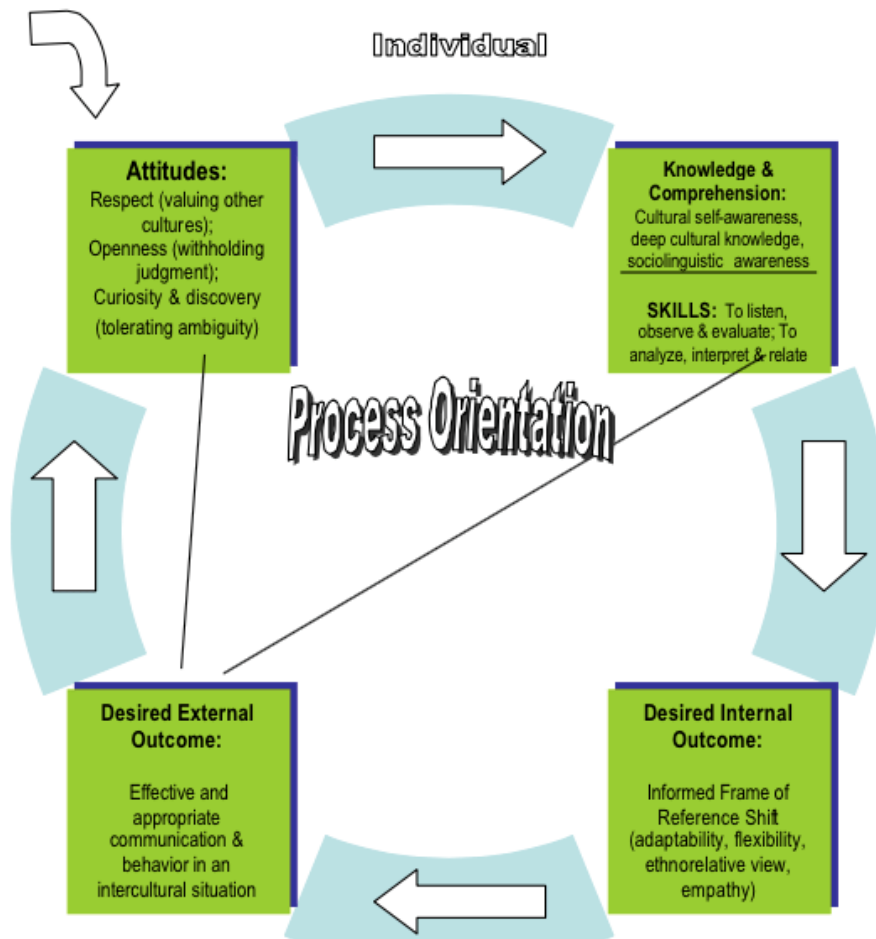 Individual
Attitudes:
Respect (valuing other
cultures);
Openness (withholding
judgment);
Curiosity & discovery
(tolerating ambiguity)
Knowledge &
Comprehension:
Cultural self-awareness,
deep cultural knowledge,
sociolinguistic awareness
SKILLS: To listen,
observe & evaluate; To
analyze, interpret & relate
Process Orientation
Desired External
Outcome:
Effective and
appropriate
communication &
behavior in an
intercultural situation
Desired Internal
Outcome:
Informed Frame of
Reference Shift
(adaptability, flexibility,
ethnorelative view,
empathy)